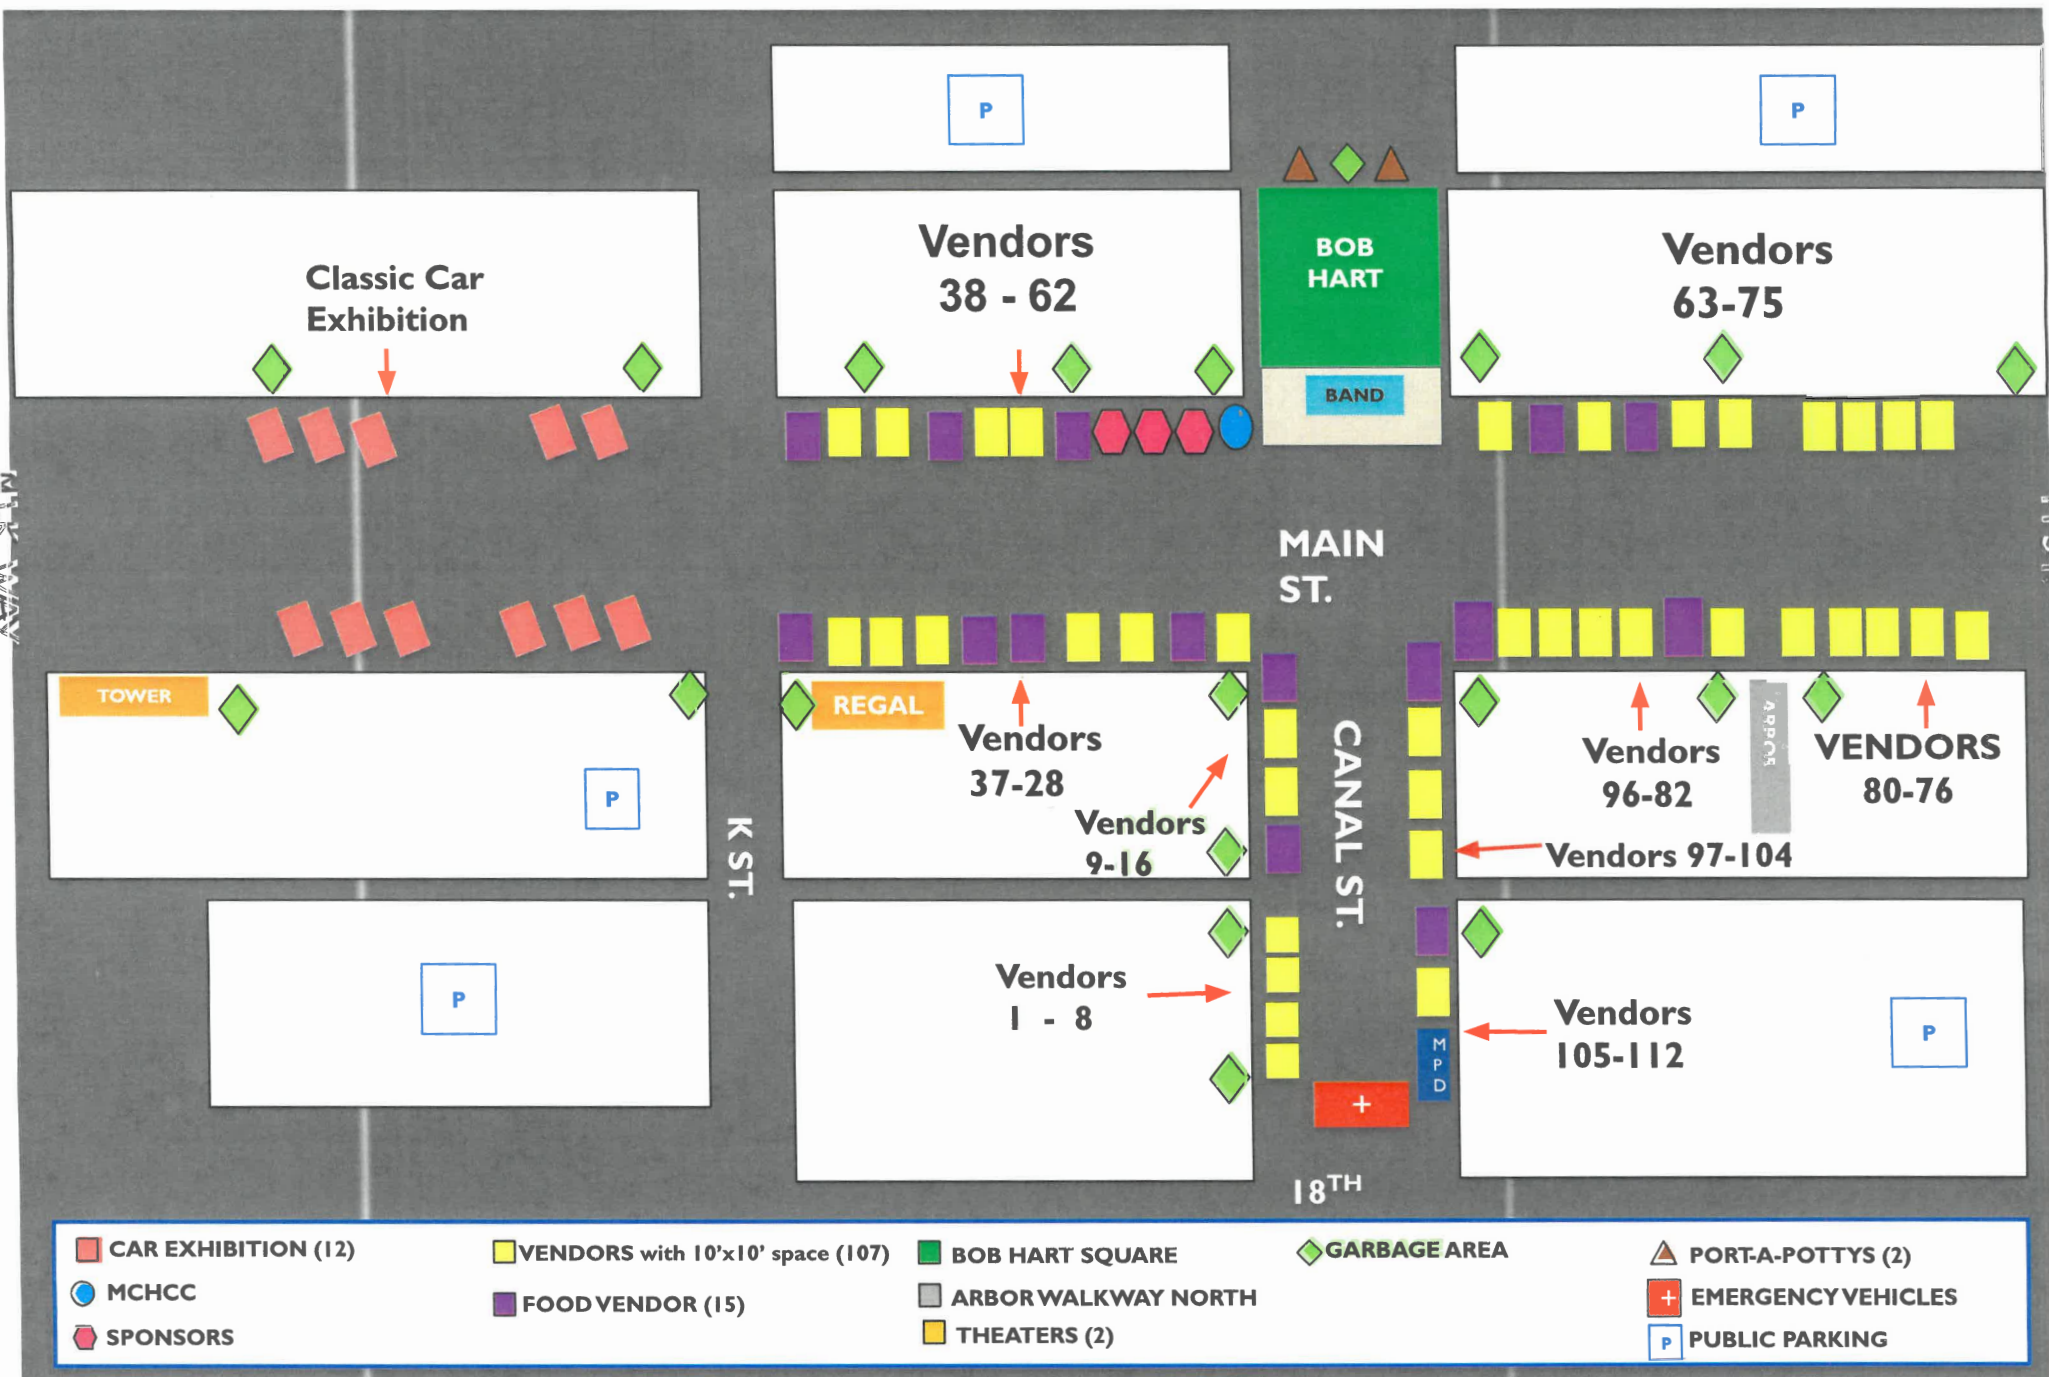 P
P
BOB
HART
Vendors
38 - 62
Vendors
63-75
Classic Car
Exhibition
BAND
MAIN
ST.
TOWER
REGAL
Vendors
37-28
Vendors
9-16
P
K ST.
CANAL ST.
Vendors
96-82
VENDORS
80-76
Vendors 97-104
P
Vendors
1 - 8
Vendors
105-112
P
M
P
D
+
18TH
CAR EXHIBITION (12)
MCHCC
SPONSORS
VENDORS with 10'x10' space (107)
FOOD VENDOR (15)
BOB HART SQUARE
ARBOR WALKWAY NORTH
THEATERS (2)
GARBAGE AREA
PORT-A-POTTYS (2)
+ EMERGENCY VEHICLES
P PUBLIC PARKING